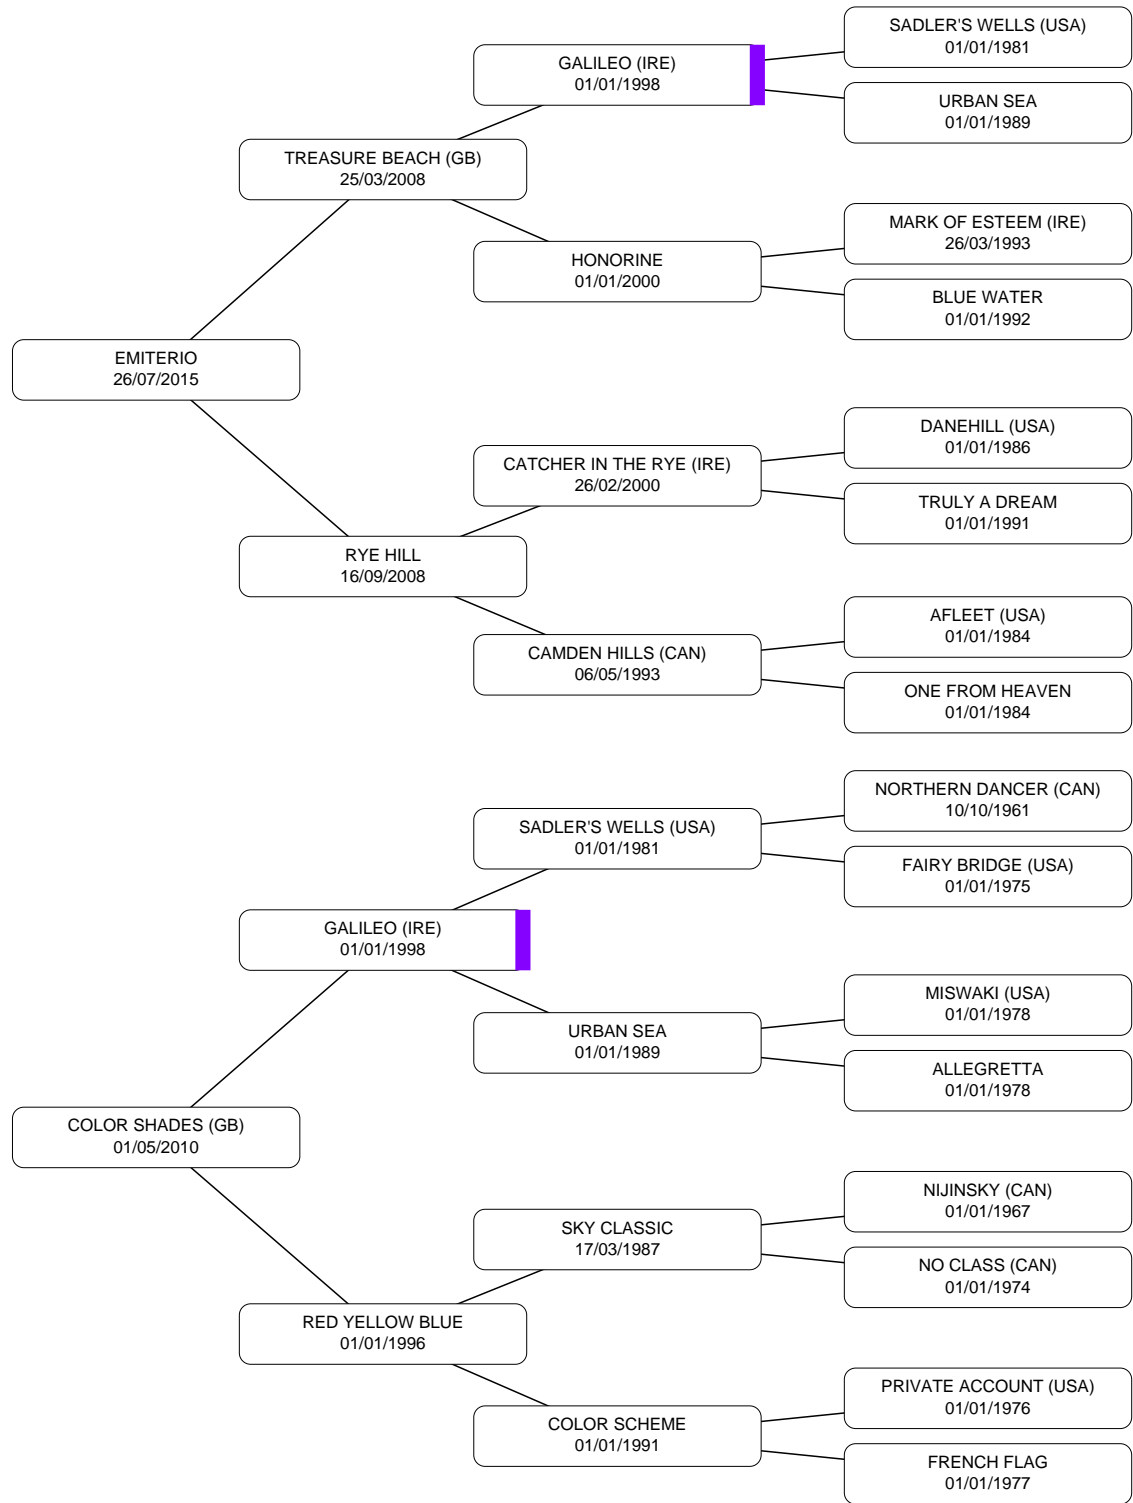 SADLER'S WELLS (USA)
01/01/1981
GALILEO (IRE)
01/01/1998
URBAN SEA
01/01/1989
TREASURE BEACH (GB)
25/03/2008
MARK OF ESTEEM (IRE)
26/03/1993
HONORINE
01/01/2000
BLUE WATER
01/01/1992
EMITERIO
26/07/2015
DANEHILL (USA)
01/01/1986
CATCHER IN THE RYE (IRE)
26/02/2000
TRULY A DREAM
01/01/1991
RYE HILL
16/09/2008
AFLEET (USA)
01/01/1984
CAMDEN HILLS (CAN)
06/05/1993
ONE FROM HEAVEN
01/01/1984
NORTHERN DANCER (CAN)
10/10/1961
SADLER'S WELLS (USA)
01/01/1981
FAIRY BRIDGE (USA)
01/01/1975
GALILEO (IRE)
01/01/1998
MISWAKI (USA)
01/01/1978
URBAN SEA
01/01/1989
ALLEGRETTA
01/01/1978
COLOR SHADES (GB)
01/05/2010
NIJINSKY (CAN)
01/01/1967
SKY CLASSIC
17/03/1987
NO CLASS (CAN)
01/01/1974
RED YELLOW BLUE
01/01/1996
PRIVATE ACCOUNT (USA)
01/01/1976
COLOR SCHEME
01/01/1991
FRENCH FLAG
01/01/1977